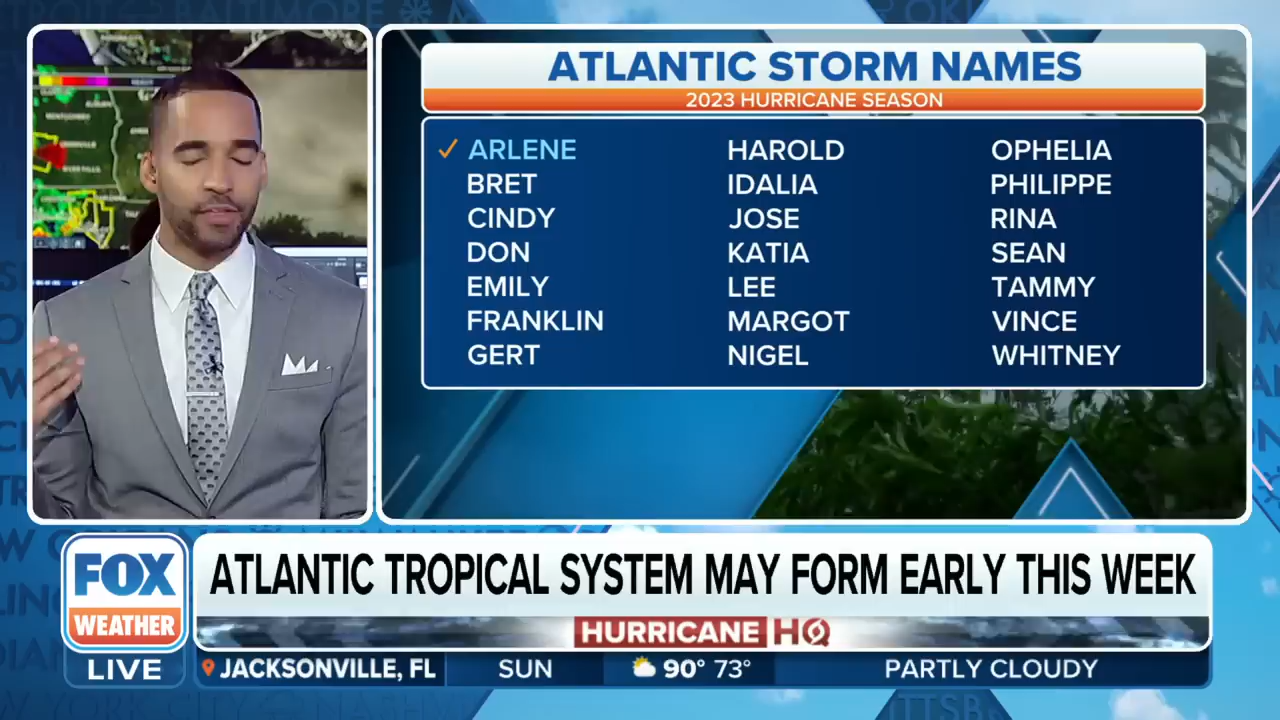 ATLANTIC STORM NAMES
2023 HURRICANE SEASON
✓ ARLENE
BRET
CINDY
DON
EMILY
FRANKLIN
GERT
HAROLD
IDALIA
JOSE
KATIA
LEE
MARGOT
NIGEL
OPHELIA
PHILIPPE
RINA
SEAN
TAMMY
VINCE
WHITNEY
FOX
WEATHER
LIVE
ATLANTIC TROPICAL SYSTEM MAY FORM EARLY THIS WEEK
HURRICANE HQ
JACKSONVILLE, FL SUN 90° 73° PARTLY CLOUDY